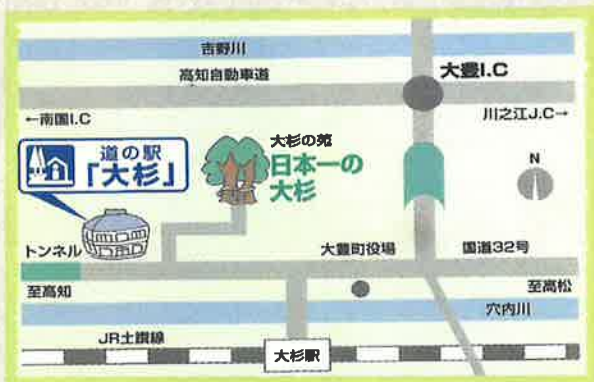 吉野川
高知自動車道
大豊I.C
←南国I.C
川之江J.C→
道の駅
「大杉」
大杉の苑
日本一の
大杉
N
トンネル
大豊町役場
国道32号
至高知
至高松
穴内川
JR土讃線
大杉駅